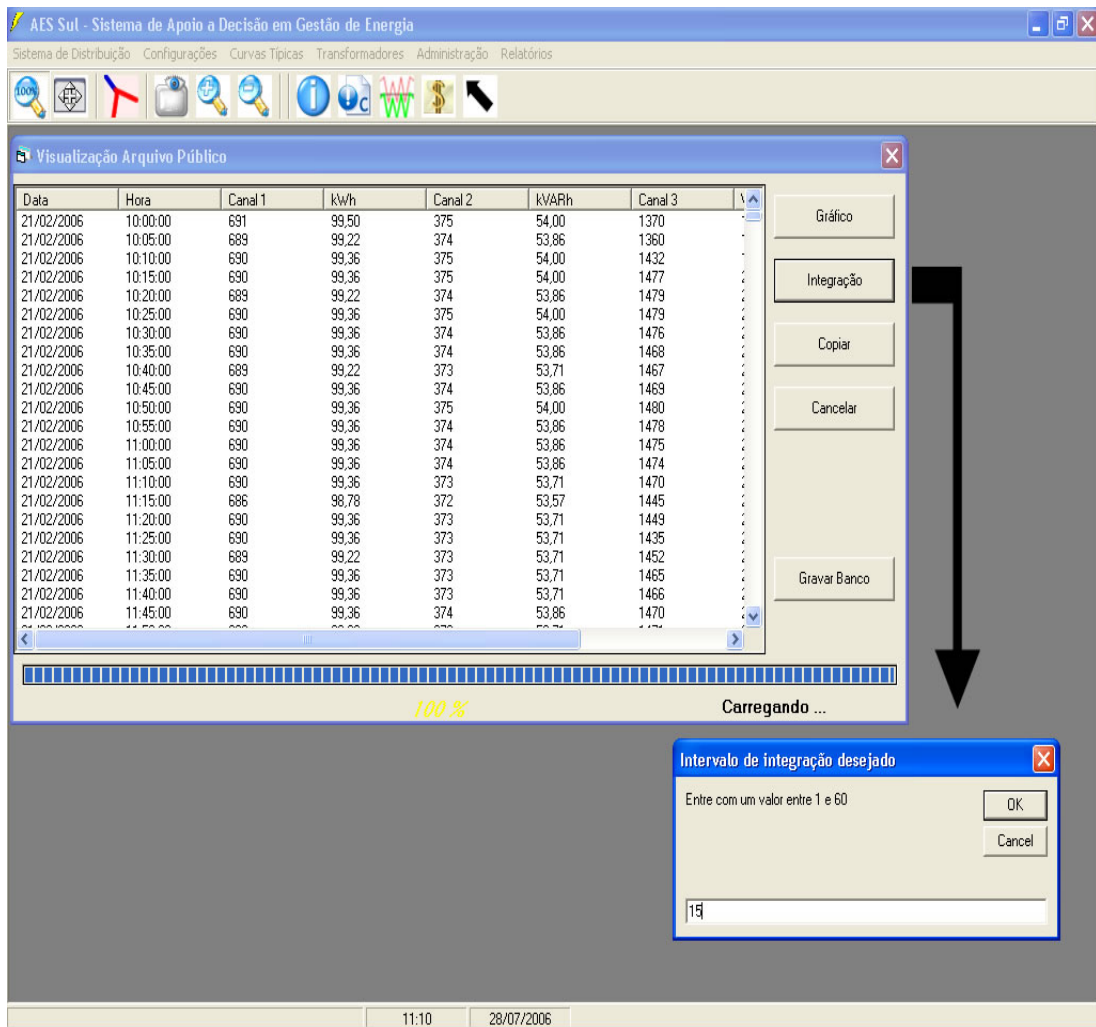 AES Sul - Sistema de Apoio a Decisão em Gestão de Energia
Sistema de Distribuição Configurações Curvas Típicas Transformadores Administração Relatórios
100%
Visualização Arquivo Público
Data Hora Canal 1 kWh Canal 2 kVARh Canal 3
21/02/2006 10:00:00 691 99,50 375 54,00 1370
21/02/2006 10:05:00 689 99,22 374 53,86 1360
21/02/2006 10:10:00 690 99,36 375 54,00 1432
21/02/2006 10:15:00 690 99,36 375 54,00 1477
21/02/2006 10:20:00 689 99,22 374 53,86 1479
21/02/2006 10:25:00 690 99,36 375 54,00 1479
21/02/2006 10:30:00 690 99,36 374 53,86 1476
21/02/2006 10:35:00 690 99,36 374 53,86 1468
21/02/2006 10:40:00 689 99,22 373 53,71 1467
21/02/2006 10:45:00 690 99,36 374 53,86 1469
21/02/2006 10:50:00 690 99,36 375 54,00 1480
21/02/2006 10:55:00 690 99,36 374 53,86 1478
21/02/2006 11:00:00 690 99,36 374 53,86 1475
21/02/2006 11:05:00 690 99,36 374 53,86 1474
21/02/2006 11:10:00 690 99,36 373 53,71 1470
21/02/2006 11:15:00 686 98,78 372 53,57 1445
21/02/2006 11:20:00 690 99,36 373 53,71 1449
21/02/2006 11:25:00 690 99,36 373 53,71 1435
21/02/2006 11:30:00 689 99,22 373 53,71 1452
21/02/2006 11:35:00 690 99,36 373 53,71 1465
21/02/2006 11:40:00 690 99,36 373 53,71 1466
21/02/2006 11:45:00 690 99,36 374 53,86 1470
Gráfico
Integração
Copiar
Cancelar
Gravar Banco
100 %
Carregando ...
Intervalo de integração desejado
Entre com um valor entre 1 e 60
OK
Cancel
15
11:10 28/07/2006